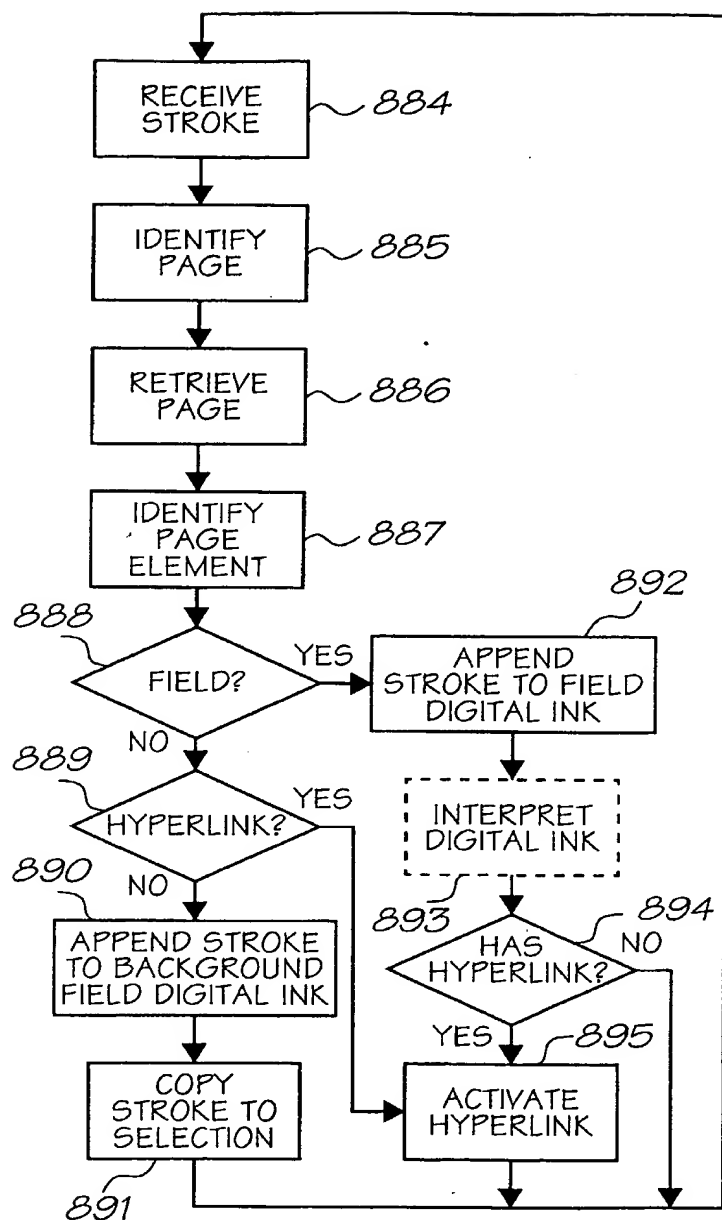 RECEIVE
STROKE
884
IDENTIFY
PAGE
885
RETRIEVE
PAGE
886
IDENTIFY
PAGE
ELEMENT
887
888
FIELD?
YES
NO
892
APPEND
STROKE TO FIELD
DIGITAL INK
889
HYPERLINK?
YES
NO
INTERPRET
DIGITAL INK
893
890
APPEND STROKE
TO BACKGROUND
FIELD DIGITAL INK
894
HAS
HYPERLINK?
NO
YES
COPY
STROKE TO
SELECTION
891
895
ACTIVATE
HYPERLINK